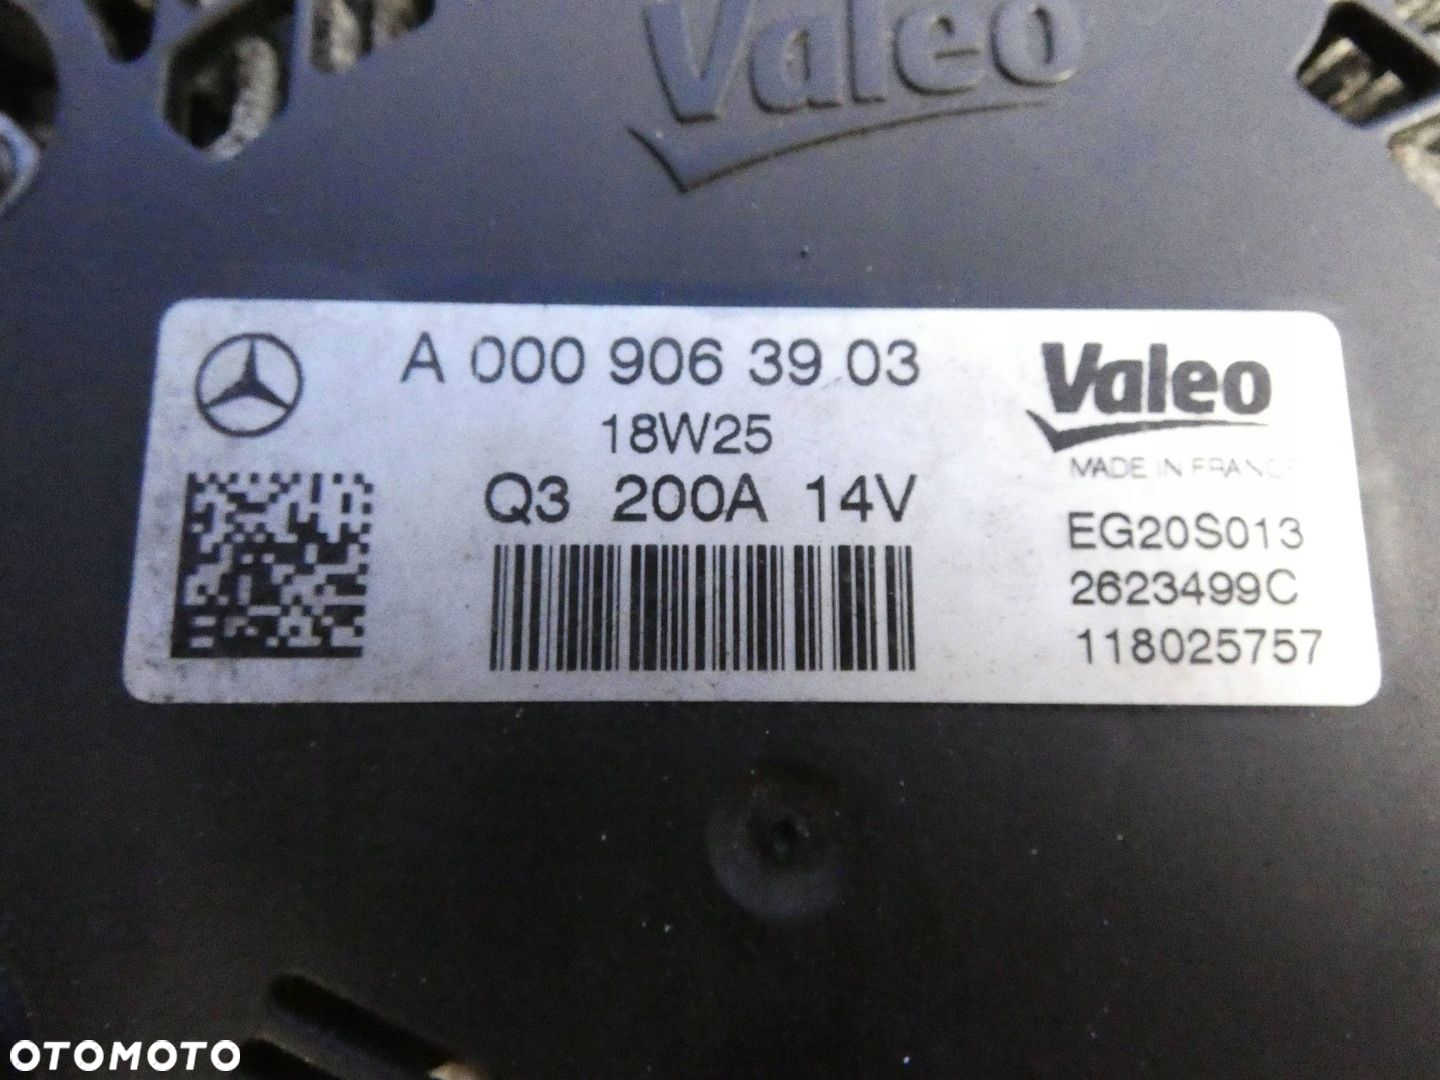 Valeo
A 000 906 39 03
18W25
Q3 200A 14V
Valeo
MADE IN FRANCE
EG20S013
2623499C
118025757
OTOMOTO